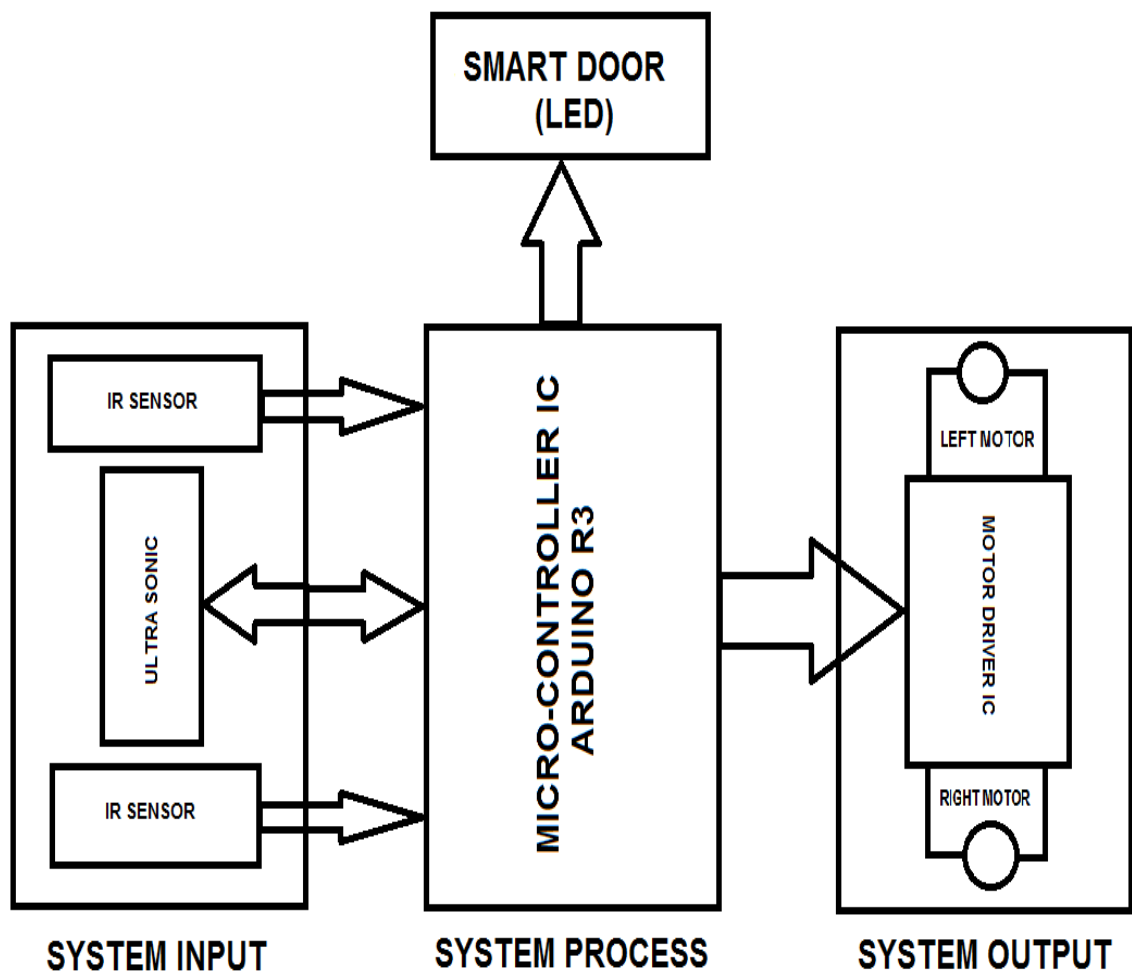 SMART DOOR
(LED)
IR SENSOR
ULTRA SONIC
IR SENSOR
MICRO-CONTROLLER IC
ARDUINO R3
LEFT MOTOR
MOTOR DRIVER IC
RIGHT MOTOR
SYSTEM INPUT
SYSTEM PROCESS
SYSTEM OUTPUT